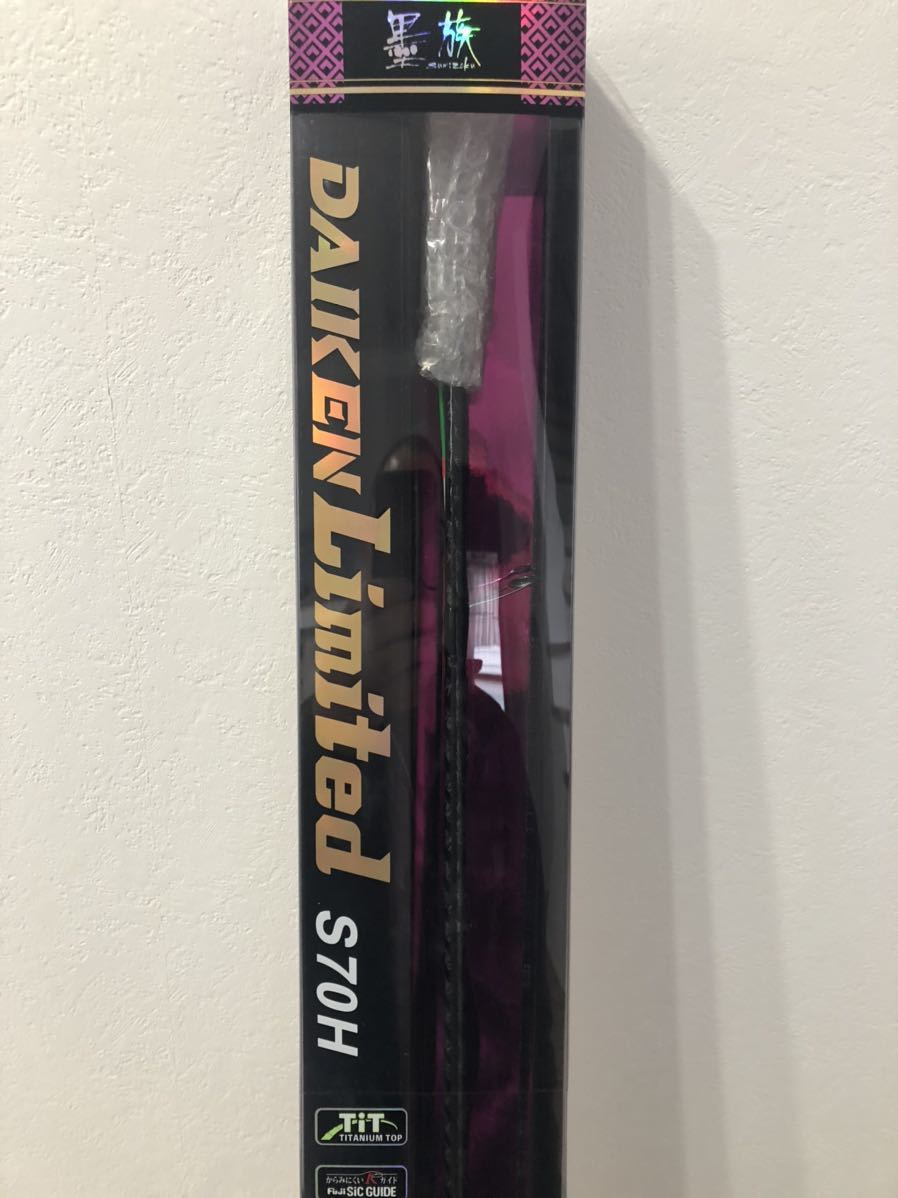 墨族
sumizoku
DAIKEN Limited S70H
TiT
TITANIUM TOP
からみにくいKガイド
Fuji SiC GUIDE